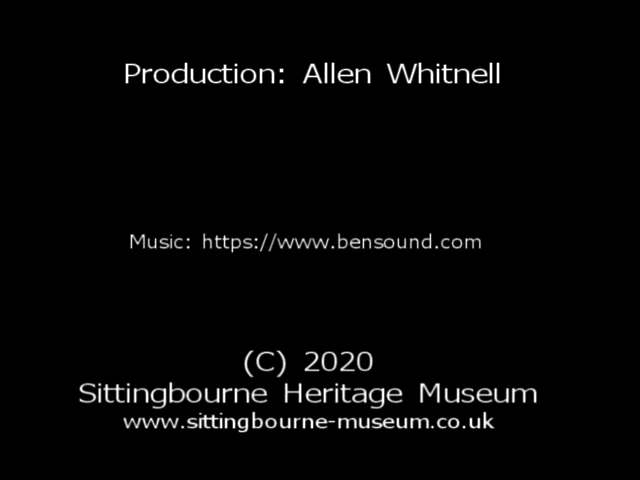 Production: Allen Whitnell
Music: https://www.bensound.com
(C) 2020
Sittingbourne Heritage Museum
www.sittingbourne-museum.co.uk